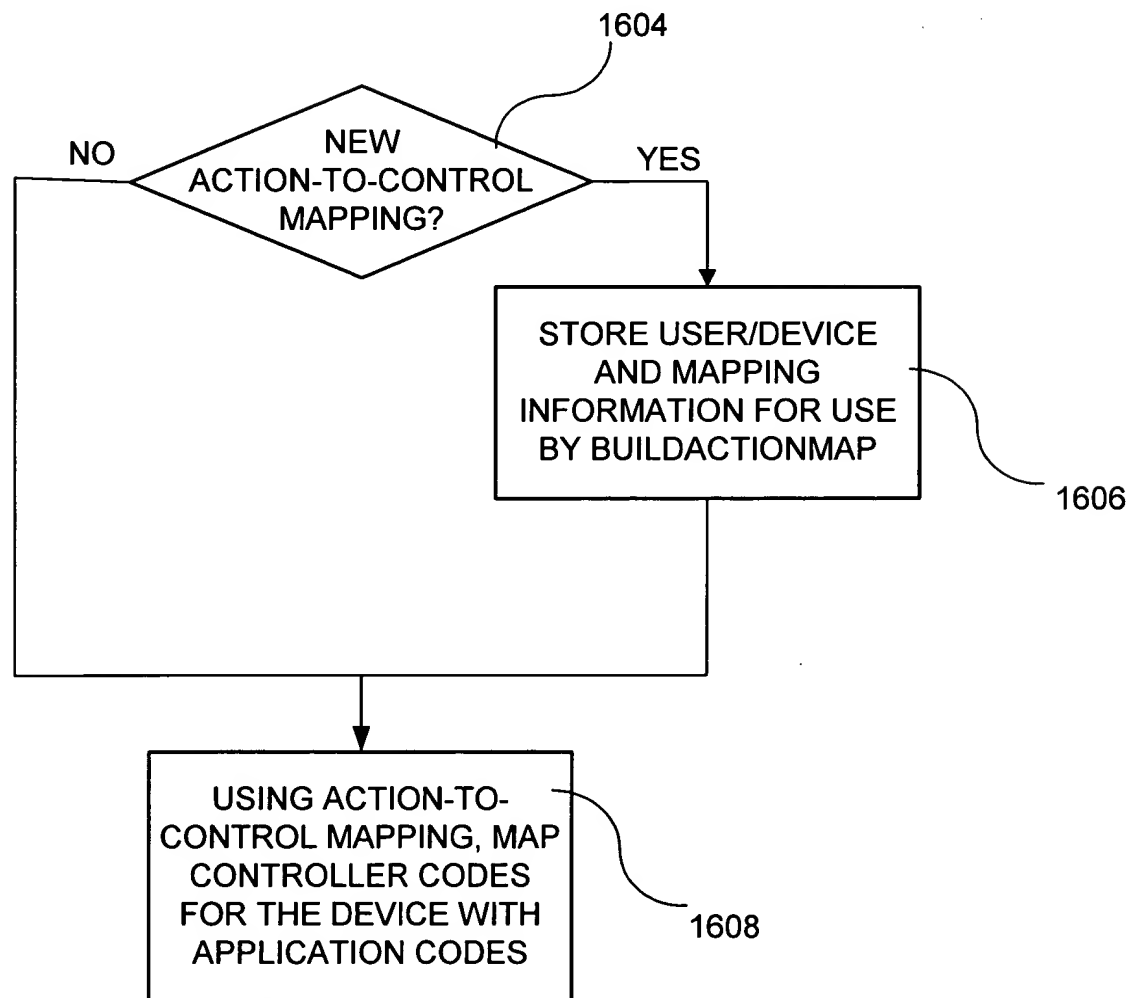 1604
NEW
ACTION-TO-CONTROL
MAPPING?
NO
YES
STORE USER/DEVICE
AND MAPPING
INFORMATION FOR USE
BY BUILDACTIONMAP
1606
USING ACTION-TO-
CONTROL MAPPING, MAP
CONTROLLER CODES
FOR THE DEVICE WITH
APPLICATION CODES
1608